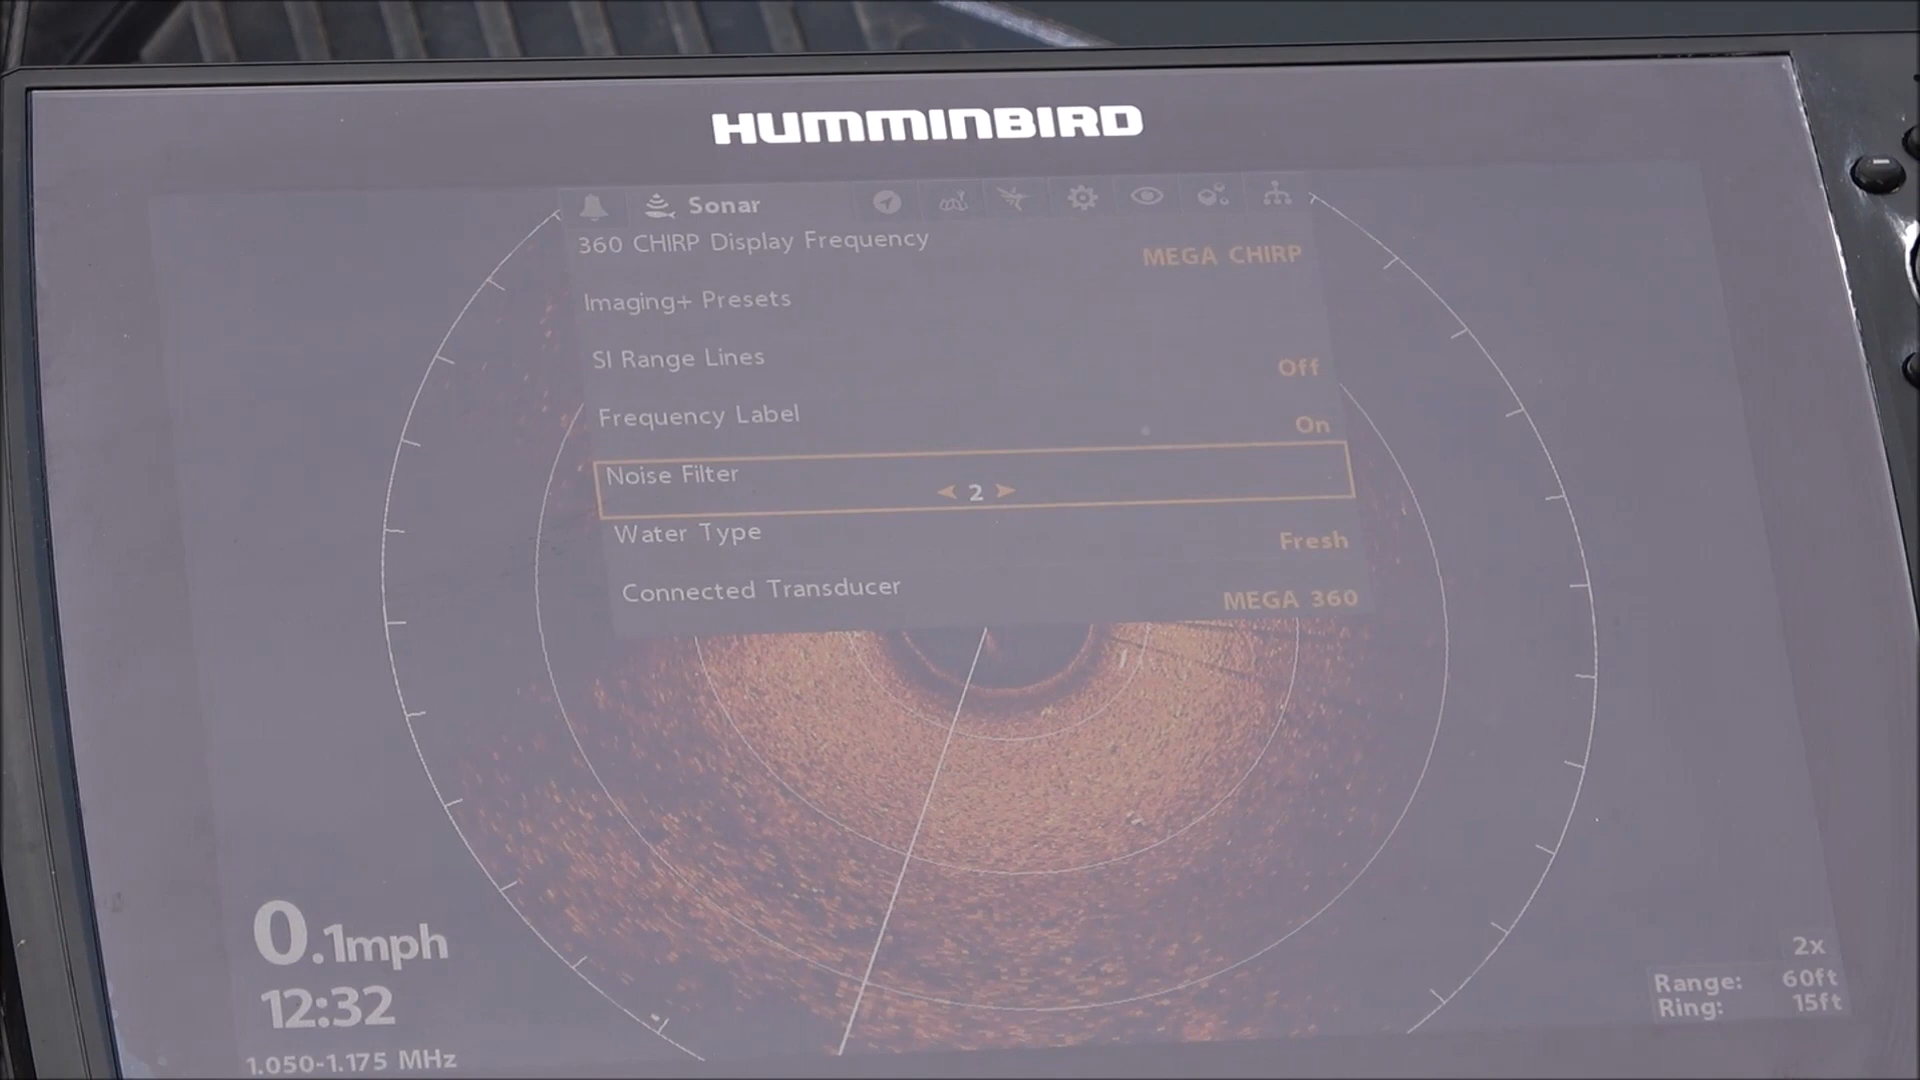 HUMMINBIRD
Sonar
360 CHIRP Display Frequency
MEGA CHIRP
Imaging+ Presets
SI Range Lines
Off
Frequency Label
On
Noise Filter
2
Water Type
Fresh
Connected Transducer
MEGA 360
0.1mph
12:32
1.050-1.175 MHz
2x
Range: 60ft
Ring: 15ft